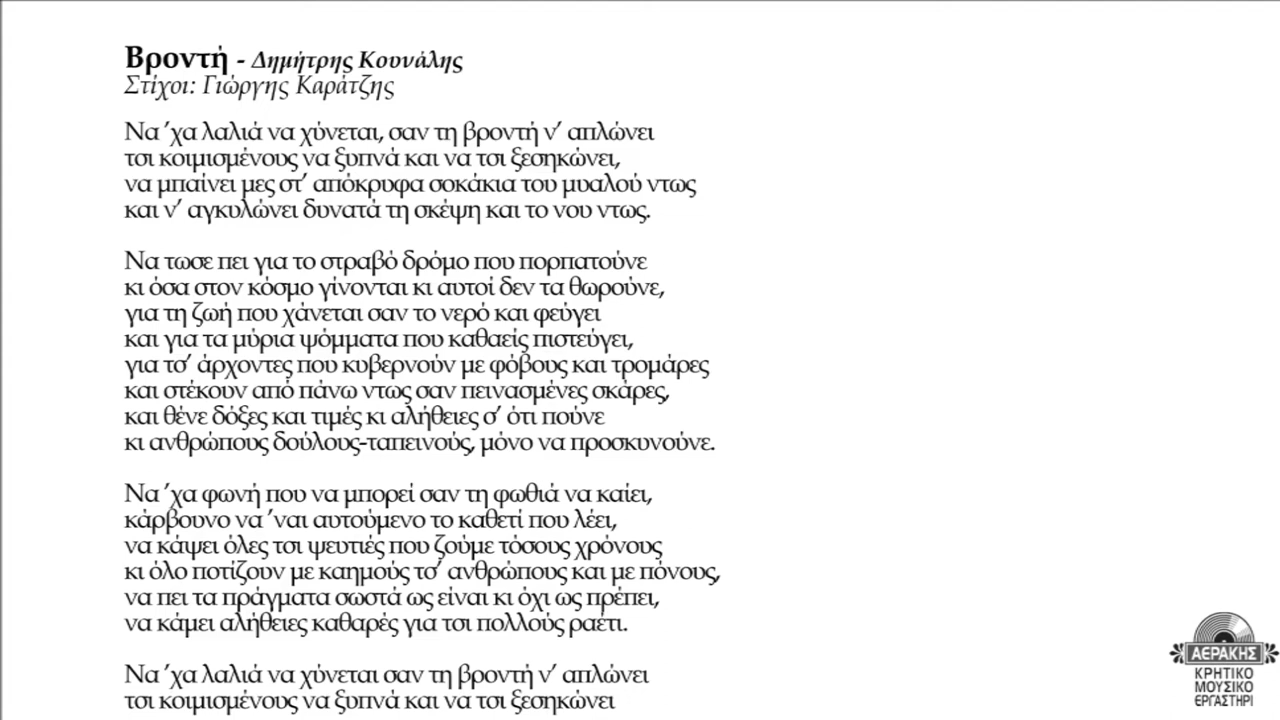 Βροντή - Δημήτρης Κουνάλης
Στίχοι: Γιώργης Καράτζης
Να ’χα λαλιά να χύνεται, σαν τη βροντή ν’ απλώνει
τσι κοιμισμένους να ξυπνά και να τσι ξεσηκώνει,
να μπαίνει μες στ’ απόκρυφα σοκάκια του μυαλού ντως
και ν’ αγκυλώνει δυνατά τη σκέψη και το νου ντως.
Να τωσε πει για το στραβό δρόμο που πορπατούνε
κι όσα στον κόσμο γίνονται κι αυτοί δεν τα θωρούνε,
για τη ζωή που χάνεται σαν το νερό και φεύγει
και για τα μύρια ψόμματα που καθαείς πιστεύγει,
για τσ’ άρχοντες που κυβερνούν με φόβους και τρομάρες
και στέκουν από πάνω ντως σαν πεινασμένες σκάρες,
και θένε δόξες και τιμές κι αλήθειες σ’ ότι πούνε
κι ανθρώπους δούλους-ταπεινούς, μόνο να προσκυνούνε.
Να ’χα φωνή που να μπορεί σαν τη φωθιά να καίει,
κάρβουνο να ’ναι αυτούμενο το καθετί που λέει,
να κάψει όλες τσι ψευτιές που ζούμε τόσους χρόνους
κι όλο ποτίζουν με καημούς τσ’ ανθρώπους και με πόνους,
να πει τα πράγματα σωστά ως είναι κι όχι ως πρέπει,
να κάμει αλήθειες καθαρές για τσι πολλούς ραέτι.
Να ’χα λαλιά να χύνεται σαν τη βροντή ν’ απλώνει
τσι κοιμισμένους να ξυπνά και να τσι ξεσηκώνει
ΑΕΡΑΚΗΣ
ΚΡΗΤΙΚΟ
ΜΟΥΣΙΚΟ
ΕΡΓΑΣΤΗΡΙ